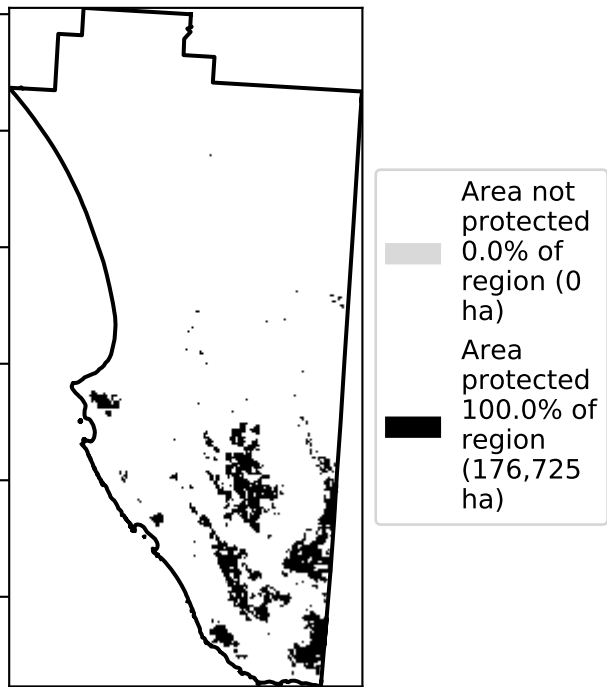 Area not
protected
0.0% of
region (0
ha)
Area
protected
100.0% of
region
(176,725
ha)